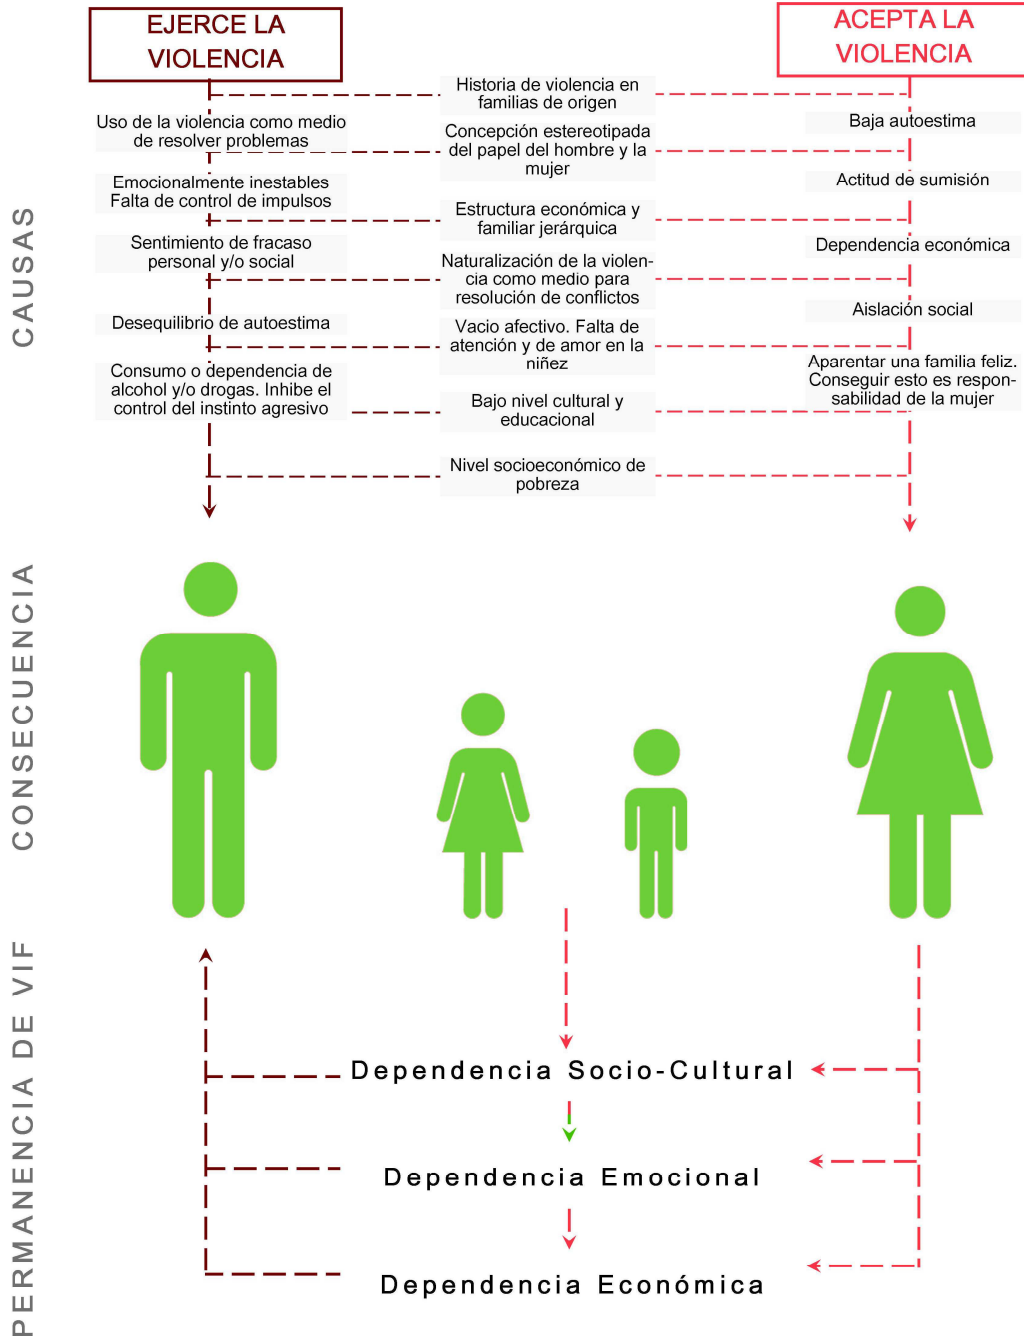 EJERCE LA
VIOLENCIA
ACEPTA LA
VIOLENCIA
CAUSAS
Uso de la violencia como medio
de resolver problemas
Emocionalmente inestables
Falta de control de impulsos
Sentimiento de fracaso
personal y/o social
Desequilibrio de autoestima
Consumo o dependencia de
alcohol y/o drogas. Inhibe el
control del instinto agresivo
Historia de violencia en
familias de origen
Concepción estereotipada
del papel del hombre y la
mujer
Estructura económica y
familiar jerárquica
Naturalización de la violen-
cia como medio para
resolución de conflictos
Vacio afectivo. Falta de
atención y de amor en la
niñez
Bajo nivel cultural y
educacional
Nivel socioeconómico de
pobreza
Baja autoestima
Actitud de sumisión
Dependencia económica
Aislación social
Aparentar una familia feliz.
Conseguir esto es respon-
sabilidad de la mujer
CONSECUENCIA
PERMANENCIA DE VIF
Dependencia Socio-Cultural
Dependencia Emocional
Dependencia Económica